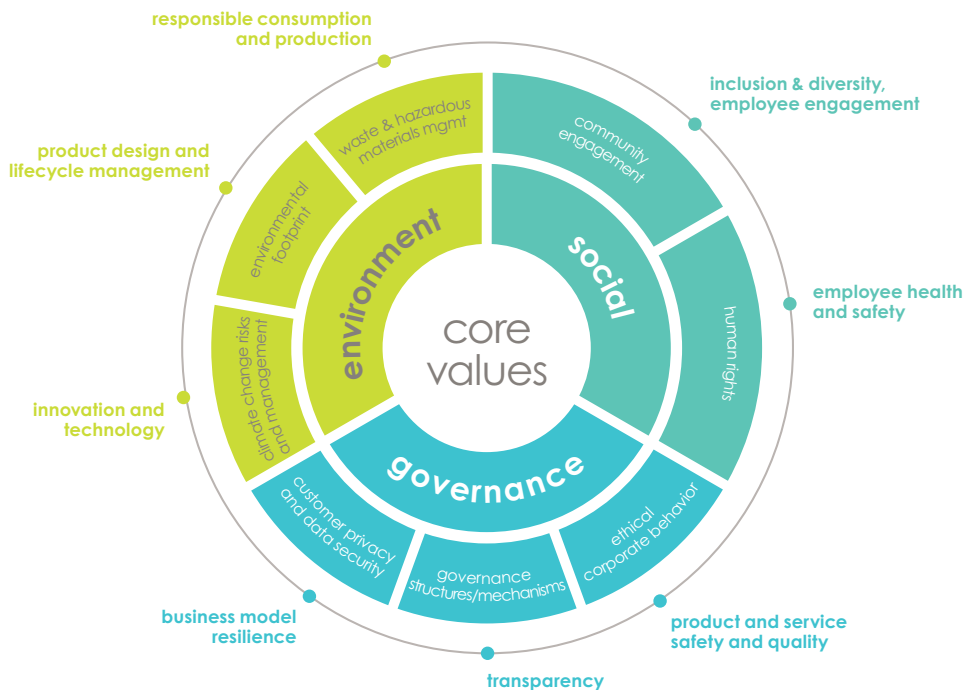 responsible consumption
and production
inclusion & diversity,
employee engagement
waste & hazardous
materials mgmt
community
engagement
product design and
lifecycle management
environmental
footprint
environment
social
employee health
and safety
core
values
human rights
climate change risks
and management
innovation and
technology
governance
customer privacy
and data security
governance
structures/mechanisms
ethical
corporate behavior
business model
resilience
product and service
safety and quality
transparency